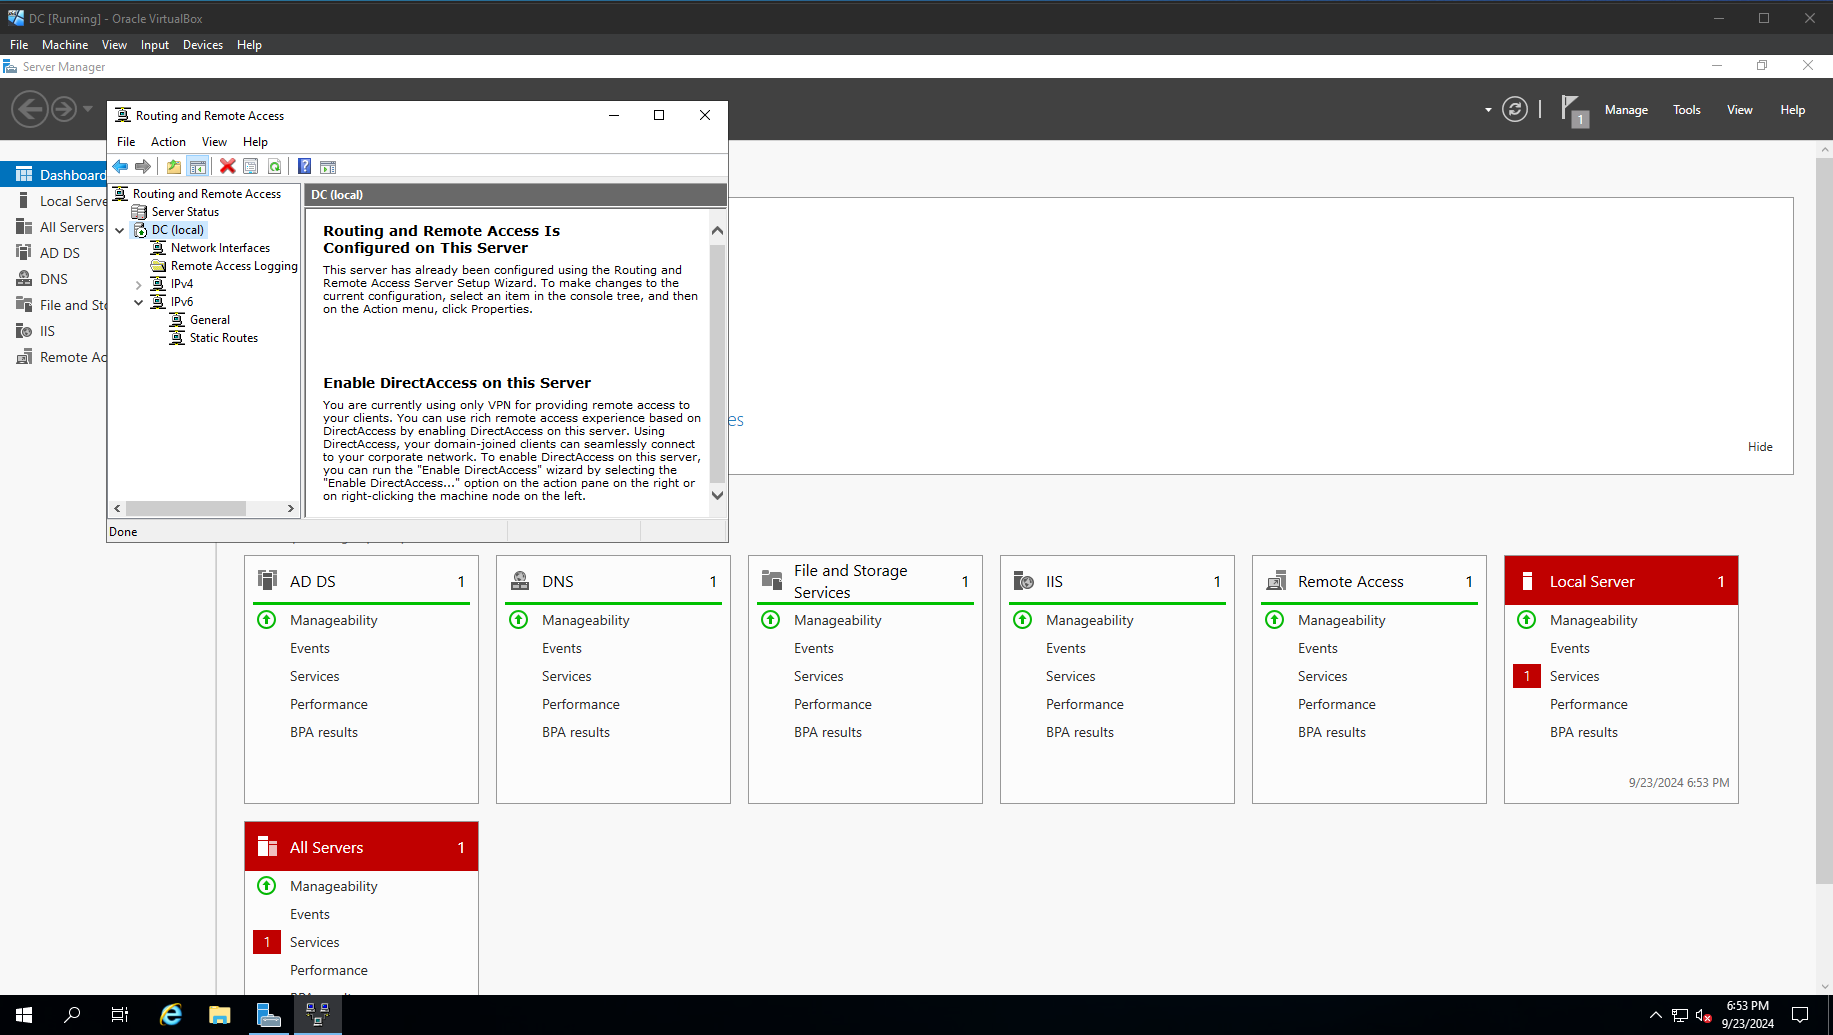 DC [Running] - Oracle VirtualBox
File Machine View Input Devices Help
Server Manager
1 Manage Tools View Help
Routing and Remote Access
File Action View Help
Dashboard
Local Serve
All Servers
AD DS
DNS
File and Sto
IIS
Remote Ac
Routing and Remote Access
Server Status
DC (local)
Network Interfaces
Remote Access Logging
IPv4
IPv6
General
Static Routes
DC (local)
Routing and Remote Access Is
Configured on This Server
This server has already been configured using the Routing and
Remote Access Server Setup Wizard. To make changes to the
current configuration, select an item in the console tree, and then
on the Action menu, click Properties.
Enable DirectAccess on this Server
You are currently using only VPN for providing remote access to
your clients. You can use rich remote access experience based on
DirectAccess by enabling DirectAccess on this server. Using
DirectAccess, your domain-joined clients can seamlessly connect
to your corporate network. To enable DirectAccess on this server,
you can run the "Enable DirectAccess" wizard by selecting the
"Enable DirectAccess..." option on the action pane on the right or
on right-clicking the machine node on the left.
Done
es
Hide
AD DS 1
Manageability
Events
Services
Performance
BPA results
DNS 1
Manageability
Events
Services
Performance
BPA results
File and Storage
Services 1
Manageability
Events
Services
Performance
BPA results
IIS 1
Manageability
Events
Services
Performance
BPA results
Remote Access 1
Manageability
Events
Services
Performance
BPA results
Local Server 1
Manageability
Events
1 Services
Performance
BPA results
9/23/2024 6:53 PM
All Servers 1
Manageability
Events
1 Services
Performance
6:53 PM
9/23/2024